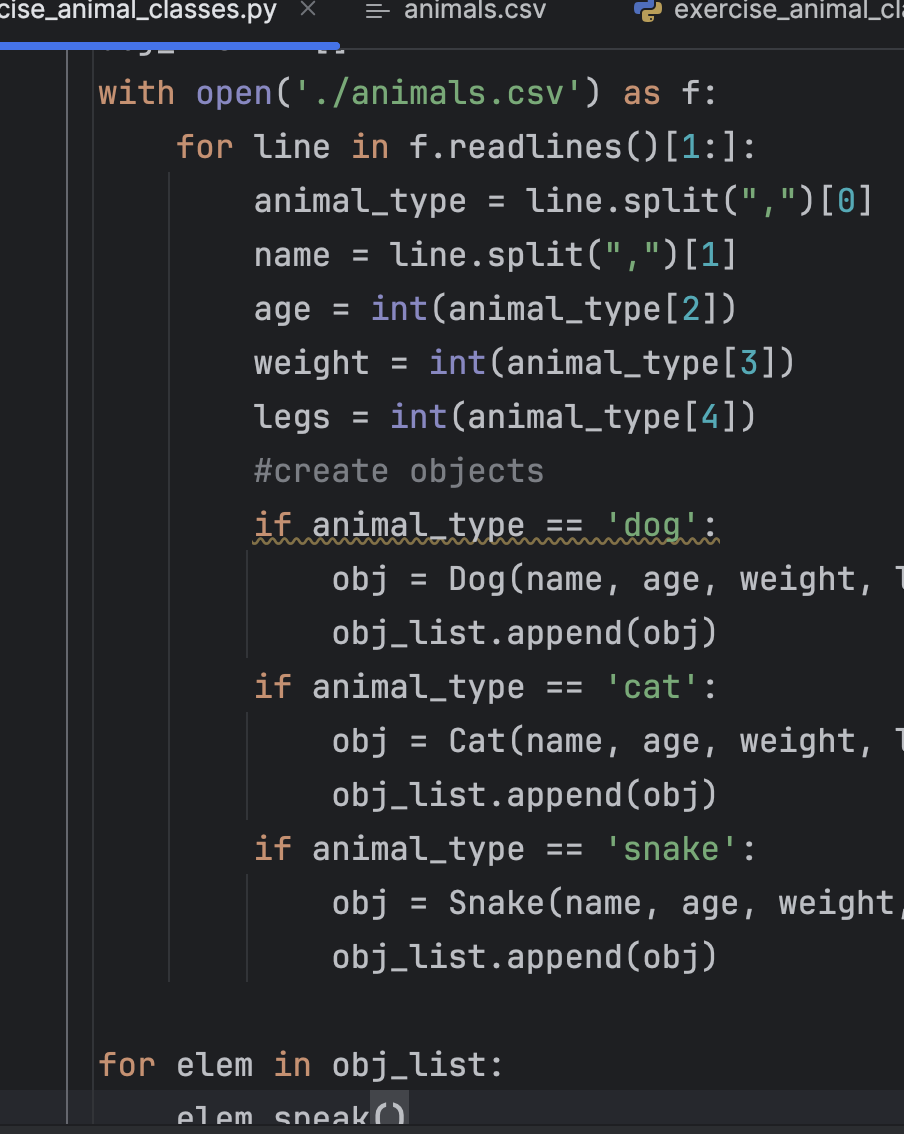 cise_animal_classes.py × animals.csv exercise_animal_cl
with open('./animals.csv') as f:
for line in f.readlines()[1:]:
animal_type = line.split(",")[0]
name = line.split(",")[1]
age = int(animal_type[2])
weight = int(animal_type[3])
legs = int(animal_type[4])
#create objects
if animal_type == 'dog':
obj = Dog(name, age, weight, l
obj_list.append(obj)
if animal_type == 'cat':
obj = Cat(name, age, weight, l
obj_list.append(obj)
if animal_type == 'snake':
obj = Snake(name, age, weight,
obj_list.append(obj)
for elem in obj_list:
elem.speak()